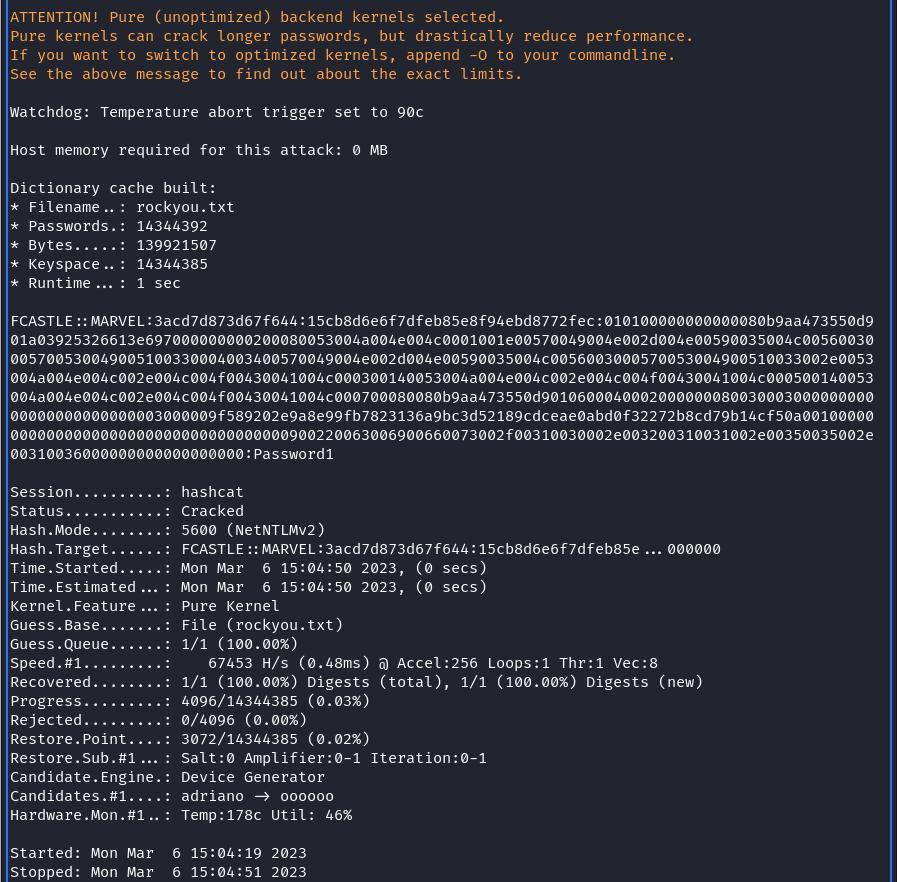 ATTENTION! Pure (unoptimized) backend kernels selected.
Pure kernels can crack longer passwords, but drastically reduce performance.
If you want to switch to optimized kernels, append -O to your commandline.
See the above message to find out about the exact limits.
Watchdog: Temperature abort trigger set to 90c
Host memory required for this attack: 0 MB
Dictionary cache built:
* Filename..: rockyou.txt
* Passwords.: 14344392
* Bytes.....: 139921507
* Keyspace..: 14344385
* Runtime...: 1 sec
FCASTLE::MARVEL:3acd7d873d67f644:15cb8d6e6f7dfeb85e8f94ebd8772fec:010100000000000080b9aa473550d9
01a03925326613e6970000000000200080053004a004e004c0001001e00570049004e002d004e00590035004c00560030
005700530049005100330004003400570049004e002d004e00590035004c0056003000570053004900510033002e0053
004a004e004c002e004c004f00430041004c000300140053004a004e004c002e004c004f00430041004c000500140053
004a004e004c002e004c004f00430041004c000700080080b9aa473550d9010600040002000000080030003000000000
00000000000000003000009f589202e9a8e99fb7823136a9bc3d52189cdceae0abd0f32272b8cd79b14cf50a00100000
000000000000000000000000000000090022006300690066007300​2f00310030002e003200310031002e00350035002e
00310036000000000000000000:Password1
Session..........: hashcat
Status...........: Cracked
Hash.Mode........: 5600 (NetNTLMv2)
Hash.Target......: FCASTLE::MARVEL:3acd7d873d67f644:15cb8d6e6f7dfeb85e...000000
Time.Started.....: Mon Mar  6 15:04:50 2023, (0 secs)
Time.Estimated...: Mon Mar  6 15:04:50 2023, (0 secs)
Kernel.Feature...: Pure Kernel
Guess.Base.......: File (rockyou.txt)
Guess.Queue......: 1/1 (100.00%)
Speed.#1.........:    67453 H/s (0.48ms) @ Accel:256 Loops:1 Thr:1 Vec:8
Recovered........: 1/1 (100.00%) Digests (total), 1/1 (100.00%) Digests (new)
Progress.........: 4096/14344385 (0.03%)
Rejected.........: 0/4096 (0.00%)
Restore.Point....: 3072/14344385 (0.02%)
Restore.Sub.#1...: Salt:0 Amplifier:0-1 Iteration:0-1
Candidate.Engine.: Device Generator
Candidates.#1....: adriano -> oooooo
Hardware.Mon.#1..: Temp:178c Util: 46%
Started: Mon Mar  6 15:04:19 2023
Stopped: Mon Mar  6 15:04:51 2023